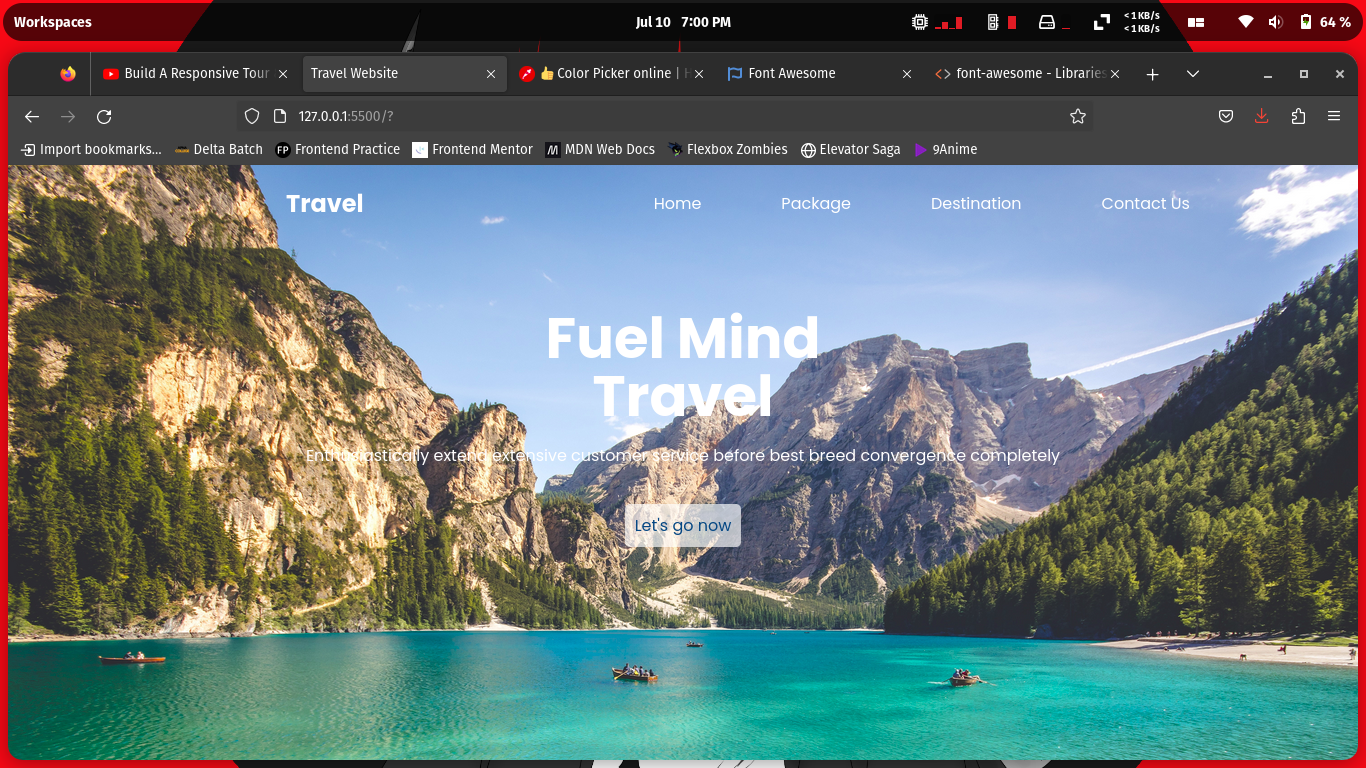 Workspaces
Jul 10 7:00 PM
< 1 KB/s
< 1 KB/s
64 %
Build A Responsive Tour
Travel Website
👍 Color Picker online | H
Font Awesome
font-awesome - Libraries
127.0.0.1:5500/?
Import bookmarks...
Delta Batch
FP Frontend Practice
Frontend Mentor
M MDN Web Docs
Flexbox Zombies
Elevator Saga
9Anime
Travel
Home
Package
Destination
Contact Us
Fuel Mind
Travel
Enthusiastically extend extensive customer service before best breed convergence completely
Let's go now